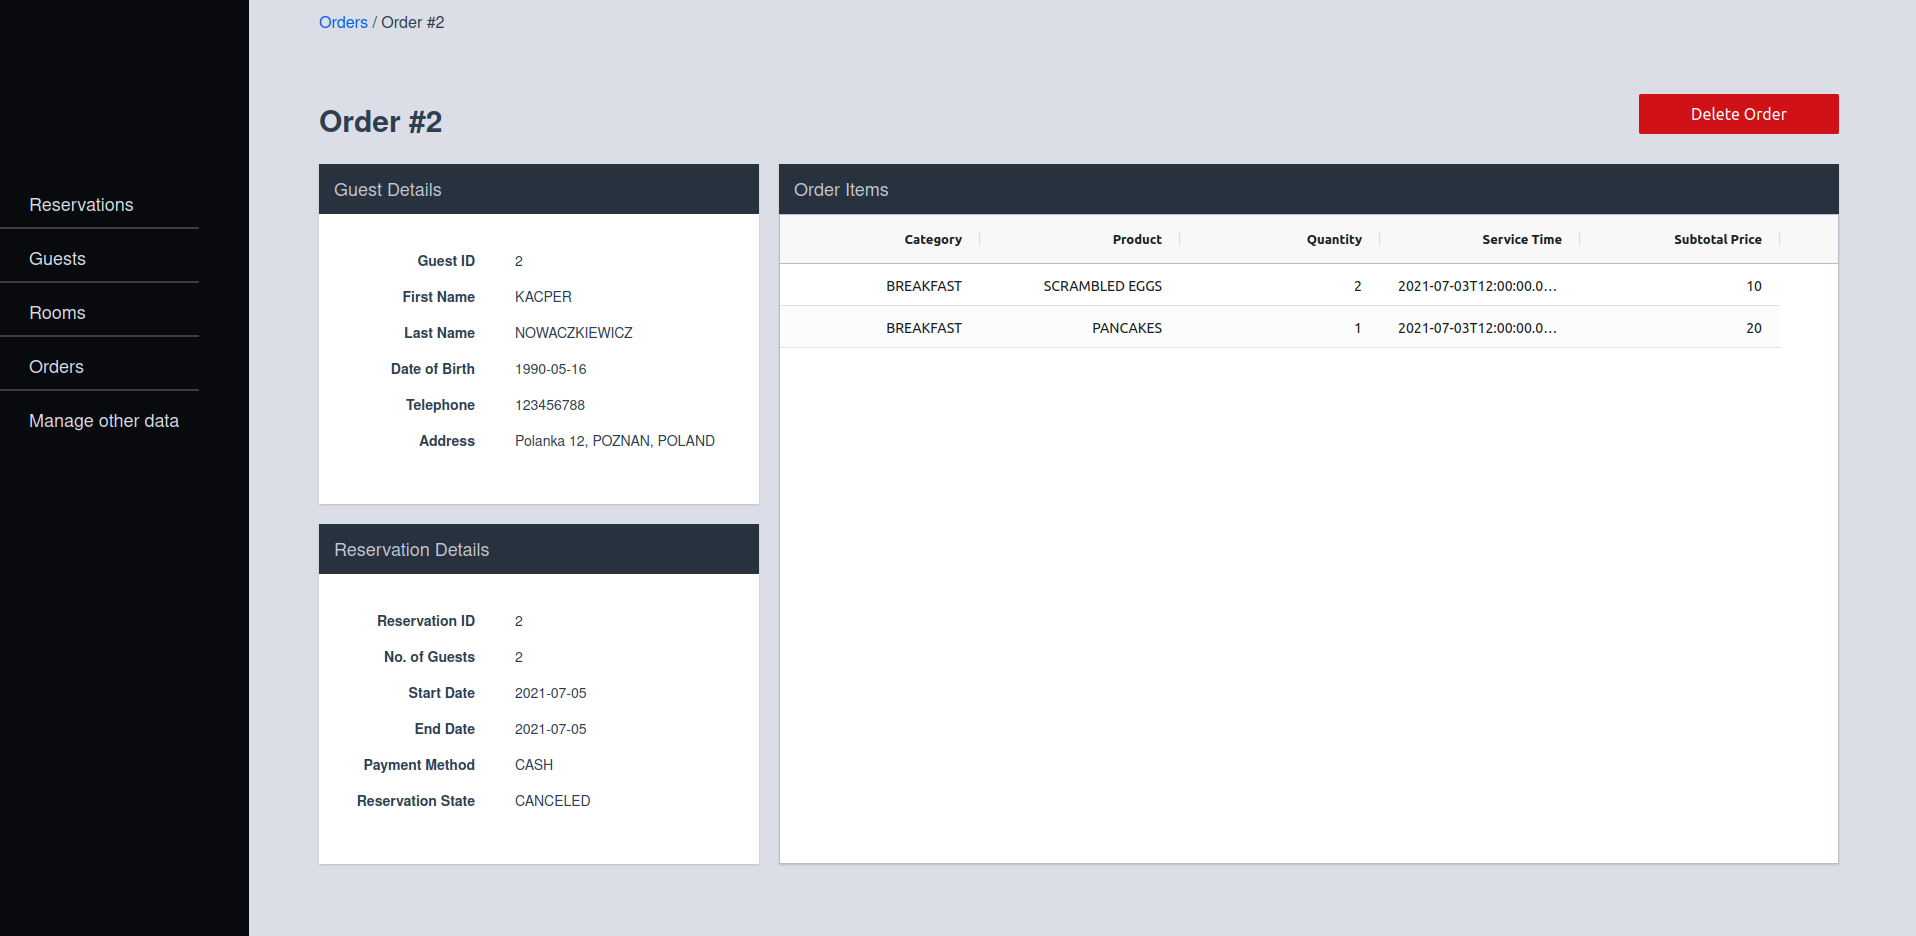 Orders / Order #2
Reservations
Guests
Rooms
Orders
Manage other data
Order #2
Delete Order
Guest Details
Guest ID 2
First Name KACPER
Last Name NOWACZKIEWICZ
Date of Birth 1990-05-16
Telephone 123456788
Address Polanka 12, POZNAN, POLAND
Reservation Details
Reservation ID 2
No. of Guests 2
Start Date 2021-07-05
End Date 2021-07-05
Payment Method CASH
Reservation State CANCELED
Order Items
Category Product Quantity Service Time Subtotal Price
BREAKFAST SCRAMBLED EGGS 2 2021-07-03T12:00:00.0... 10
BREAKFAST PANCAKES 1 2021-07-03T12:00:00.0... 20